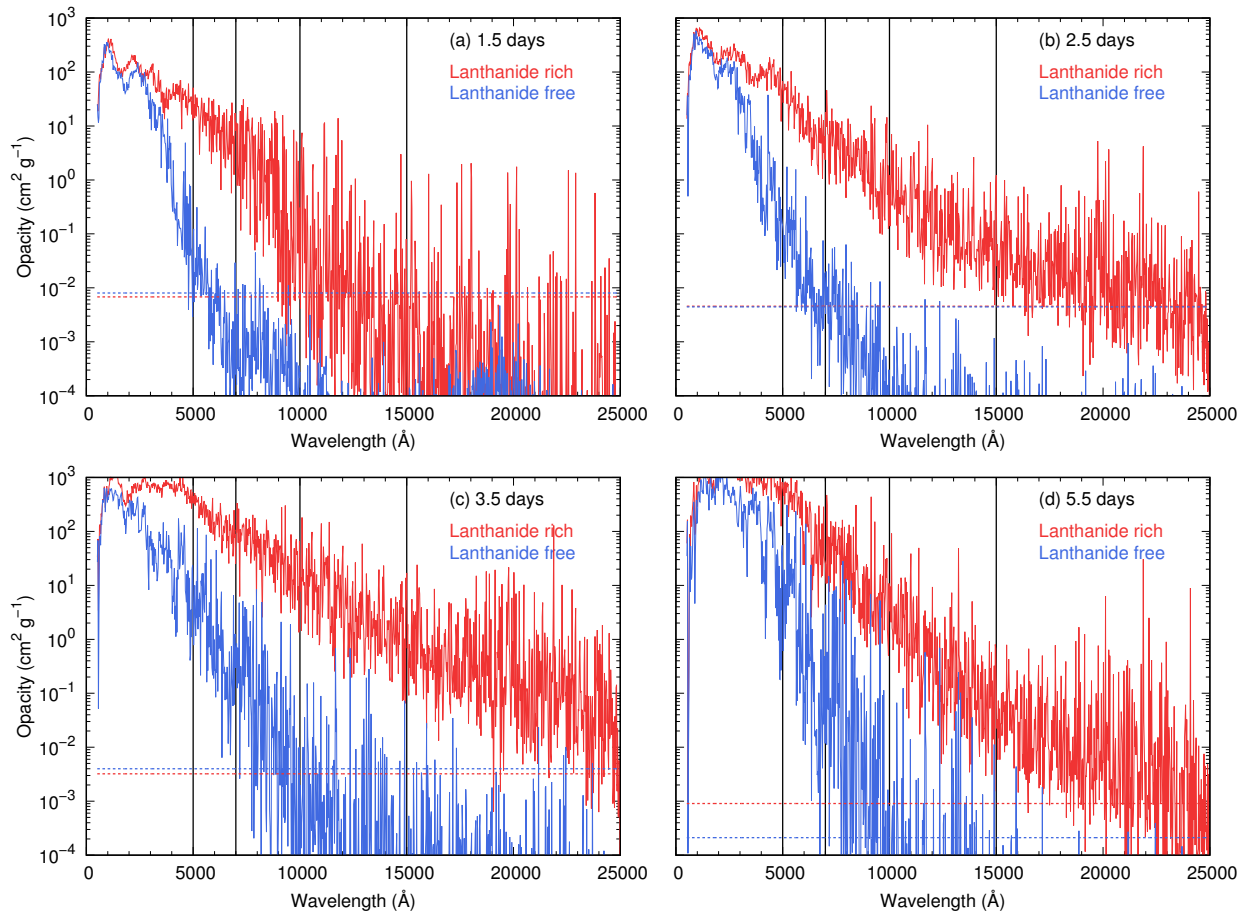 (a) 1.5 days
Lanthanide rich
Lanthanide free
Opacity (cm² g⁻¹)
10³
10²
10¹
10⁰
10⁻¹
10⁻²
10⁻³
10⁻⁴
0 5000 10000 15000 20000 25000
Wavelength (Å)
(b) 2.5 days
Lanthanide rich
Lanthanide free
0 5000 10000 15000 20000 25000
Wavelength (Å)
(c) 3.5 days
Lanthanide rich
Lanthanide free
Opacity (cm² g⁻¹)
10³
10²
10¹
10⁰
10⁻¹
10⁻²
10⁻³
10⁻⁴
0 5000 10000 15000 20000 25000
Wavelength (Å)
(d) 5.5 days
Lanthanide rich
Lanthanide free
0 5000 10000 15000 20000 25000
Wavelength (Å)